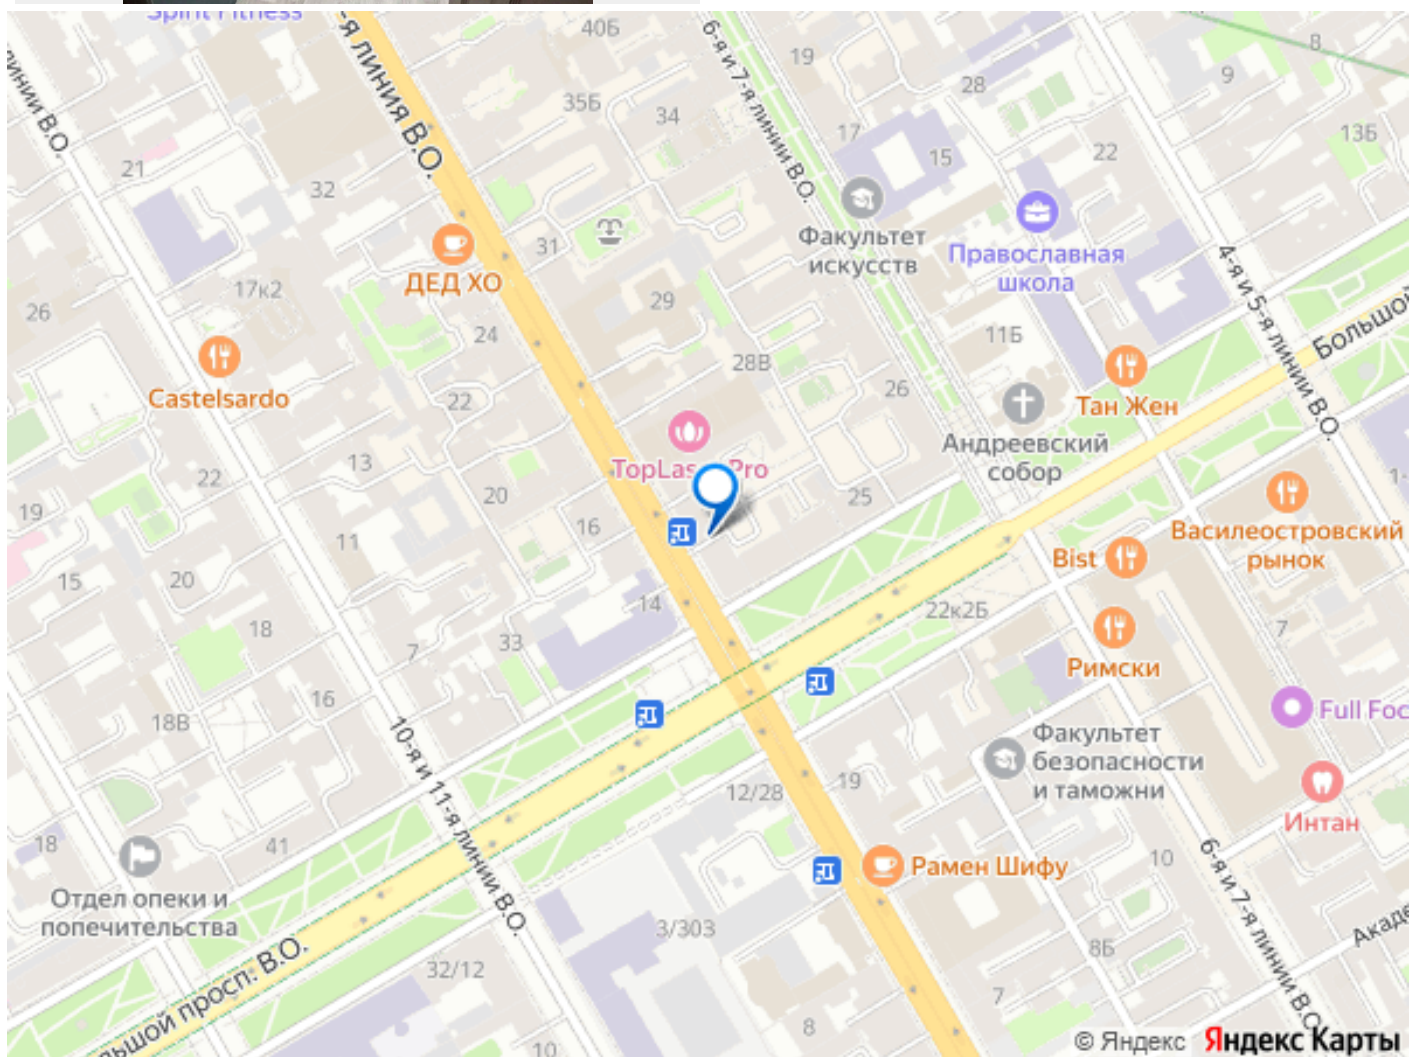 Spirit Fitness
40Б
35Б
34
32
21
31
ДЕД ХО
17к2
26
24
29
28В
22
Castelsardo
13
20
TopLas Pro
26
25
16
22
19
11
15
20
14
18
7
33
16
18В
18
41
Отдел опеки и
попечительства
32/12
3/303
12/28
19
8
10
7
8Б
10
7
22к2Б
19
17
15
28
22
9
8
13Б
11Б
Факультет
искусств
Православная
школа
Андреевский
собор
Тан Жен
Василеостровский
рынок
Bist
Римски
Full Foc
Интан
Факультет
безопасности
и таможни
Рамен Шифу
линии В.О.
-я линия В.О.
6-я и 7-я линии В.О.
4-я и 5-я линии В.О.
Большой
10-я и 11-я линии В.О.
льшой просп. В.О.
6-я и 7-я линии В.О.
Акаде
1-
© Яндекс Яндекс Карты